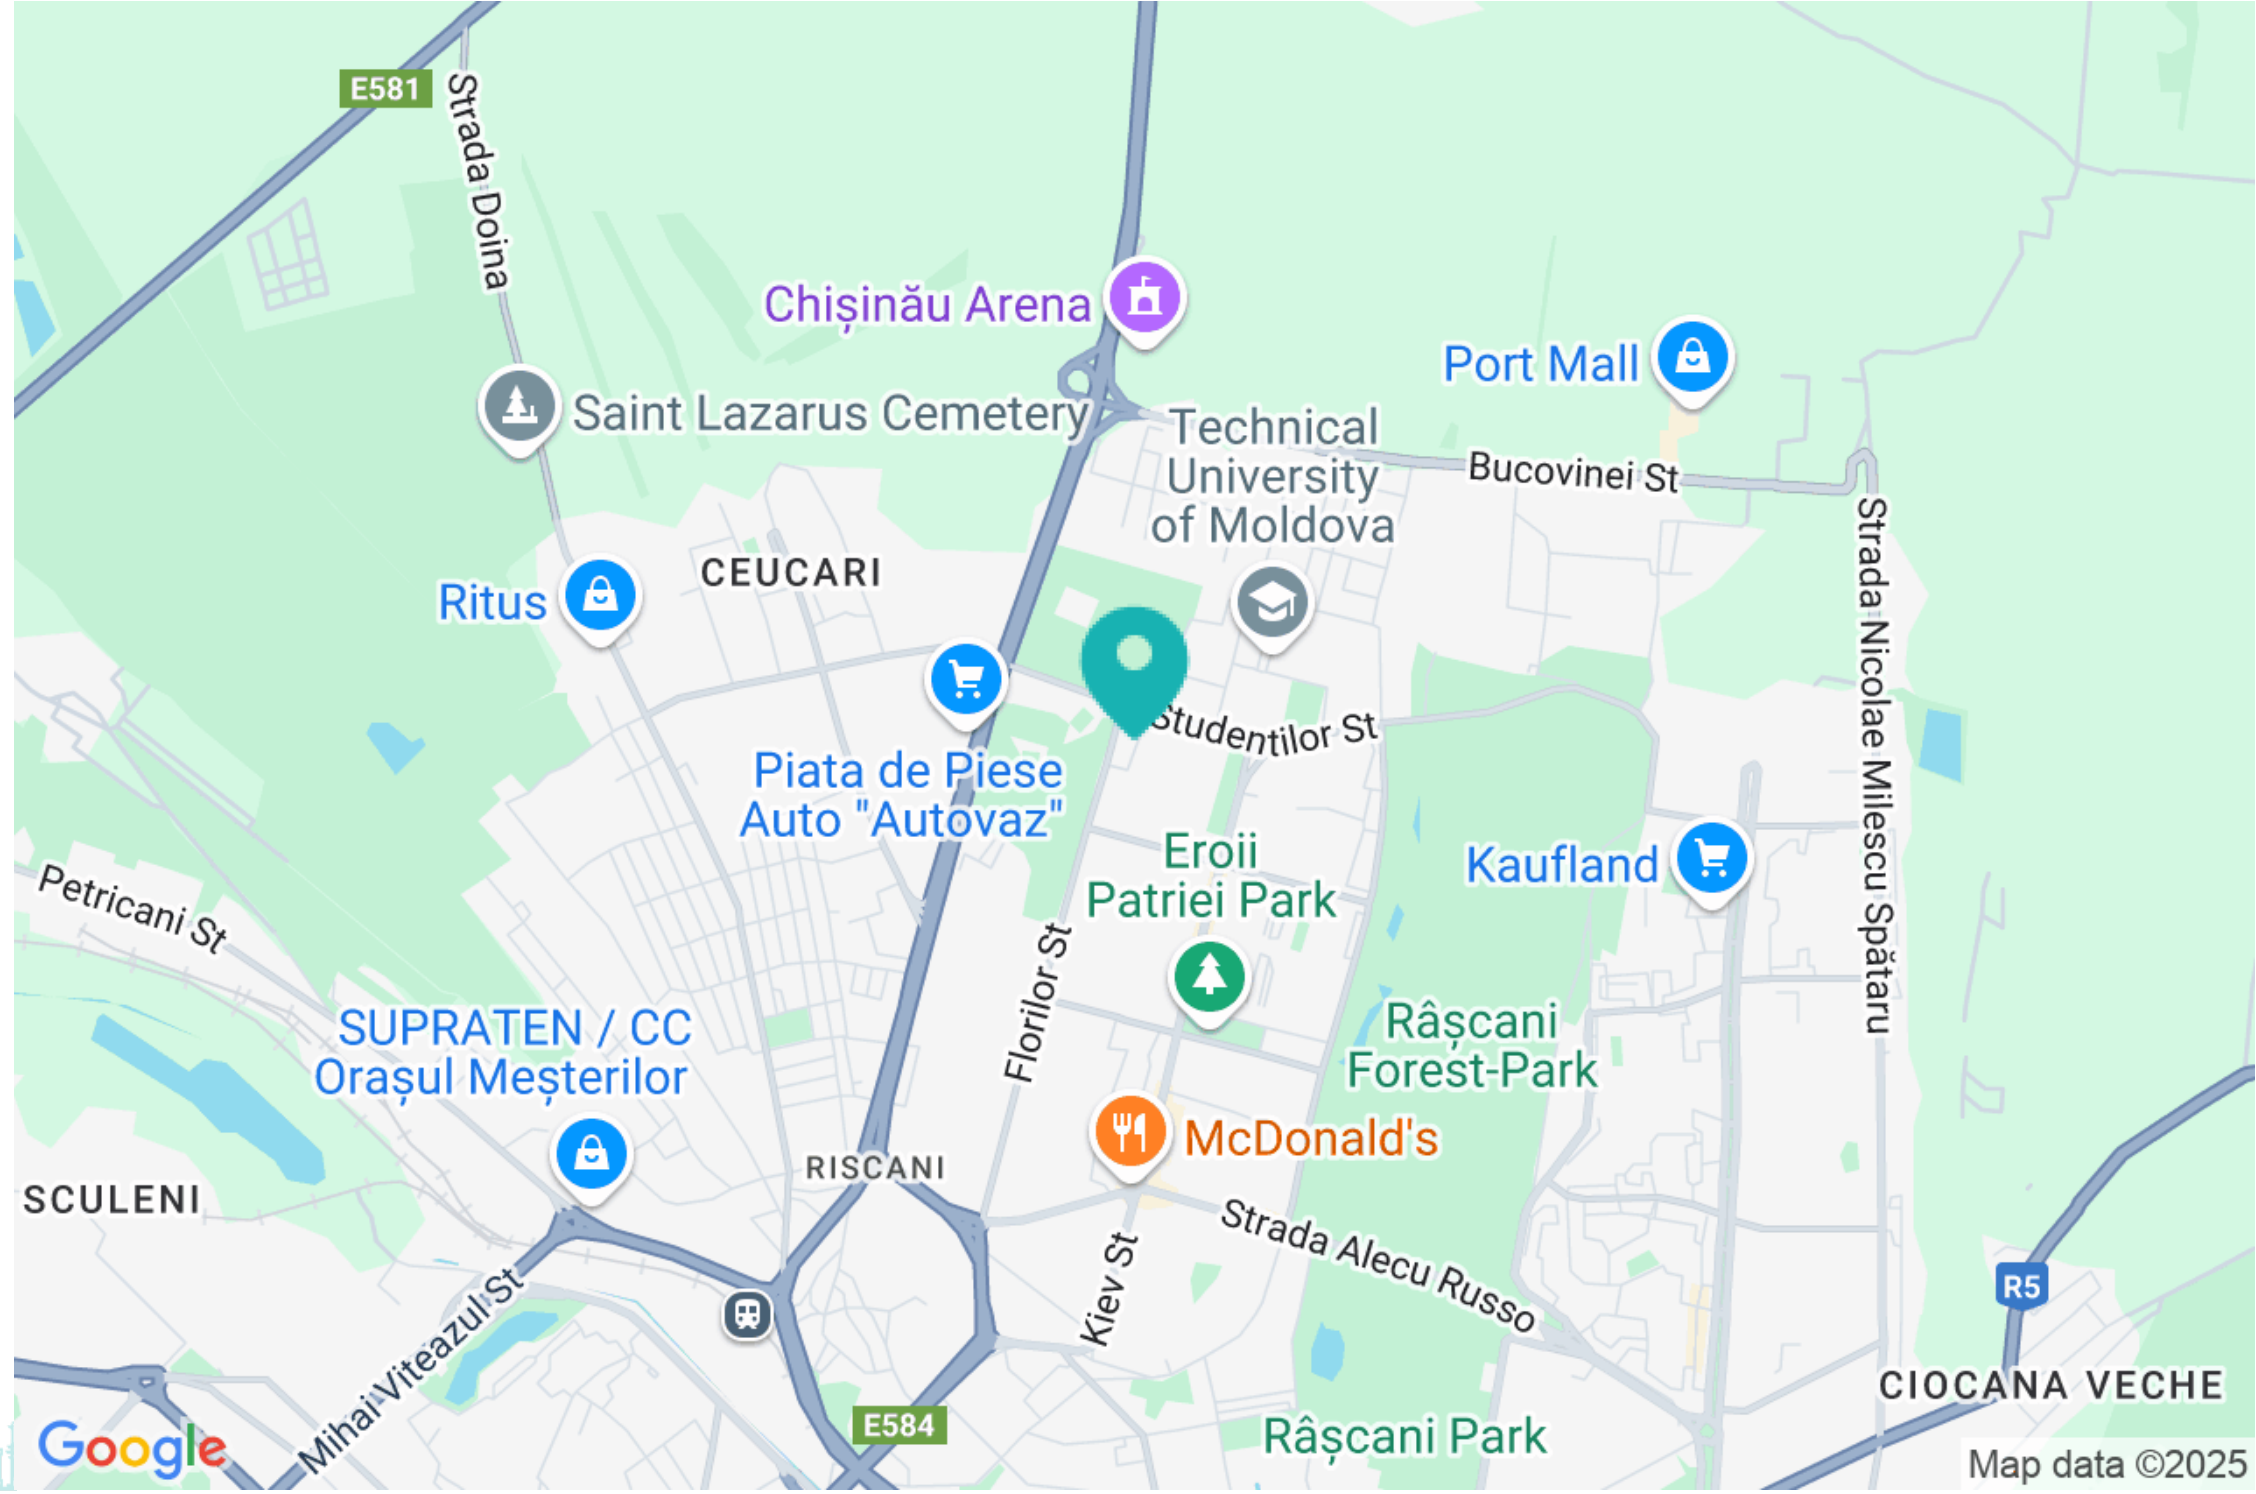 E581
Strada Doina
Chișinău Arena
Port Mall
Saint Lazarus Cemetery
Technical
University
of Moldova
Bucovinei St
Strada Nicolae Milescu Spătaru
CEUCARI
Ritus
Studentilor St
Piata de Piese
Auto "Autovaz"
Eroii
Patriei Park
Kaufland
Petricani St
Florilor St
SUPRATEN / CC
Orașul Meșterilor
Râșcani
Forest-Park
McDonald's
RISCANI
SCULENI
Strada Alecu Russo
Kiev St
R5
Mihai Viteazul St
CIOCANA VECHE
E584
Râșcani Park
Google
Map data ©2025